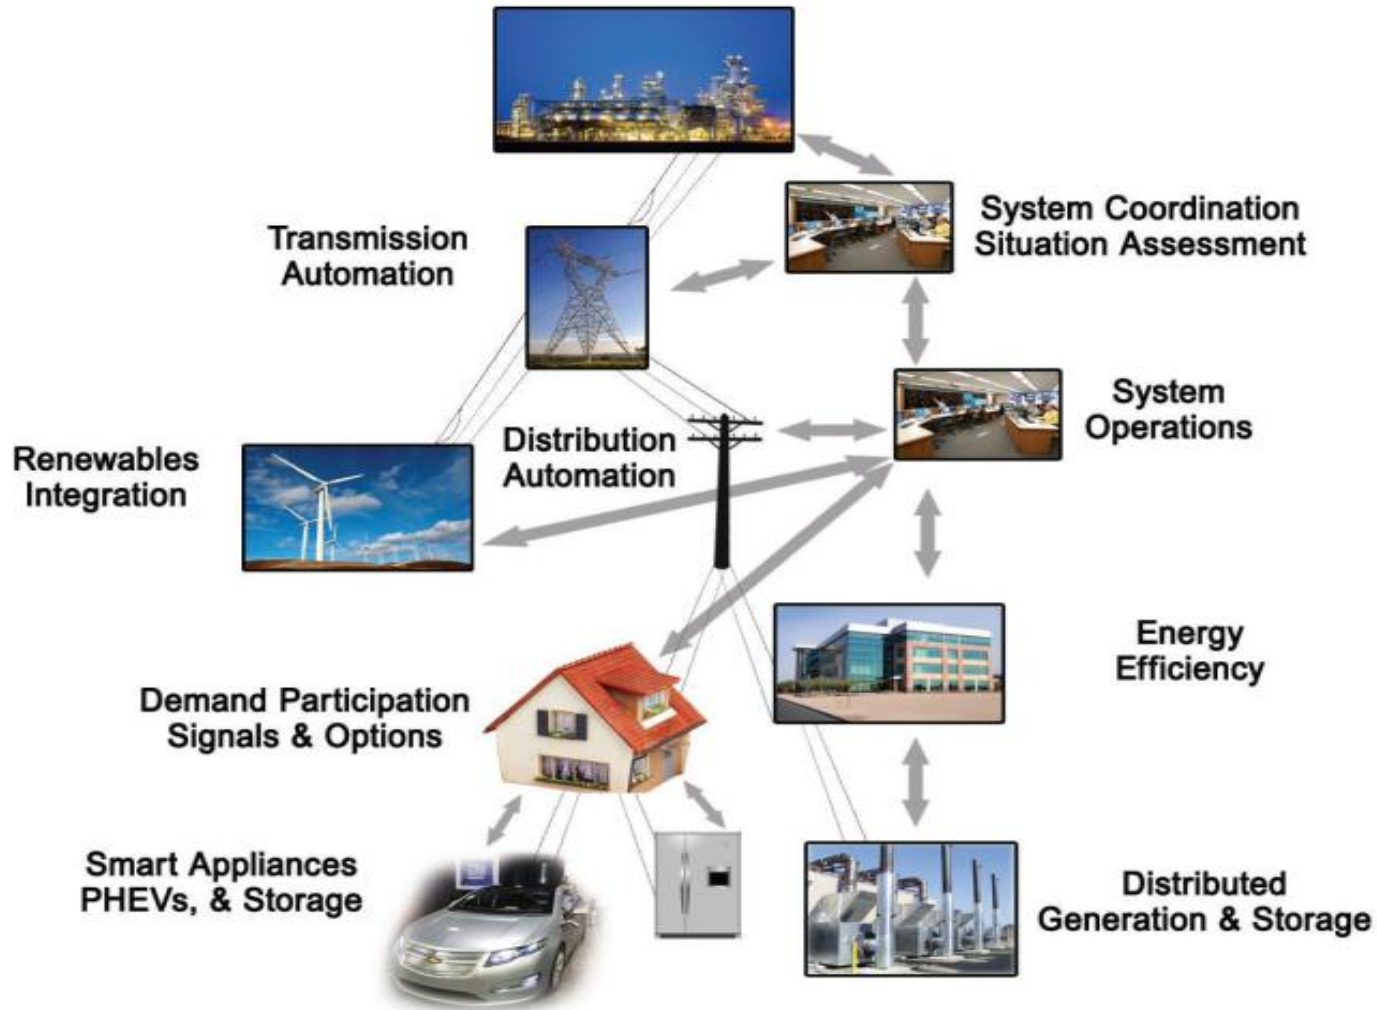 System Coordination
Situation Assessment
Transmission
Automation
System
Operations
Distribution
Automation
Renewables
Integration
Energy
Efficiency
Demand Participation
Signals & Options
Smart Appliances
PHEVs, & Storage
Distributed
Generation & Storage